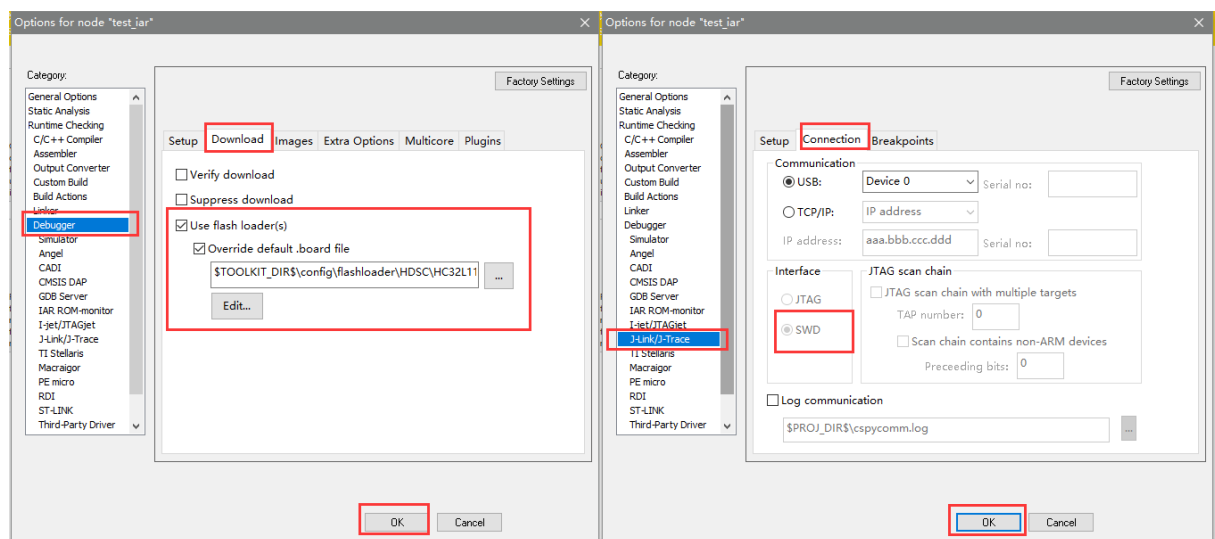 Options for node "test_iar"
Category:
Factory Settings
General Options
Static Analysis
Runtime Checking
C/C++ Compiler
Assembler
Output Converter
Custom Build
Build Actions
Linker
Debugger
Simulator
Angel
CADI
CMSIS DAP
GDB Server
IAR ROM-monitor
I-jet/JTAGjet
J-Link/J-Trace
TI Stellaris
Macraigor
PE micro
RDI
ST-LINK
Third-Party Driver
Setup Download Images Extra Options Multicore Plugins
Verify download
Suppress download
Use flash loader(s)
Override default .board file
$TOOLKIT_DIR$\config\flashloader\HDSC\HC32L11
...
Edit...
OK Cancel
Options for node "test_iar"
Category:
Factory Settings
General Options
Static Analysis
Runtime Checking
C/C++ Compiler
Assembler
Output Converter
Custom Build
Build Actions
Linker
Debugger
Simulator
Angel
CADI
CMSIS DAP
GDB Server
IAR ROM-monitor
I-jet/JTAGjet
J-Link/J-Trace
TI Stellaris
Macraigor
PE micro
RDI
ST-LINK
Third-Party Driver
Setup Connection Breakpoints
Communication
USB: Device 0 Serial no:
TCP/IP: IP address
IP address: aaa.bbb.ccc.ddd Serial no:
Interface
JTAG
SWD
JTAG scan chain
JTAG scan chain with multiple targets
TAP number: 0
Scan chain contains non-ARM devices
Preceeding bits: 0
Log communication
$PROJ_DIR$\cspycomm.log
...
OK Cancel